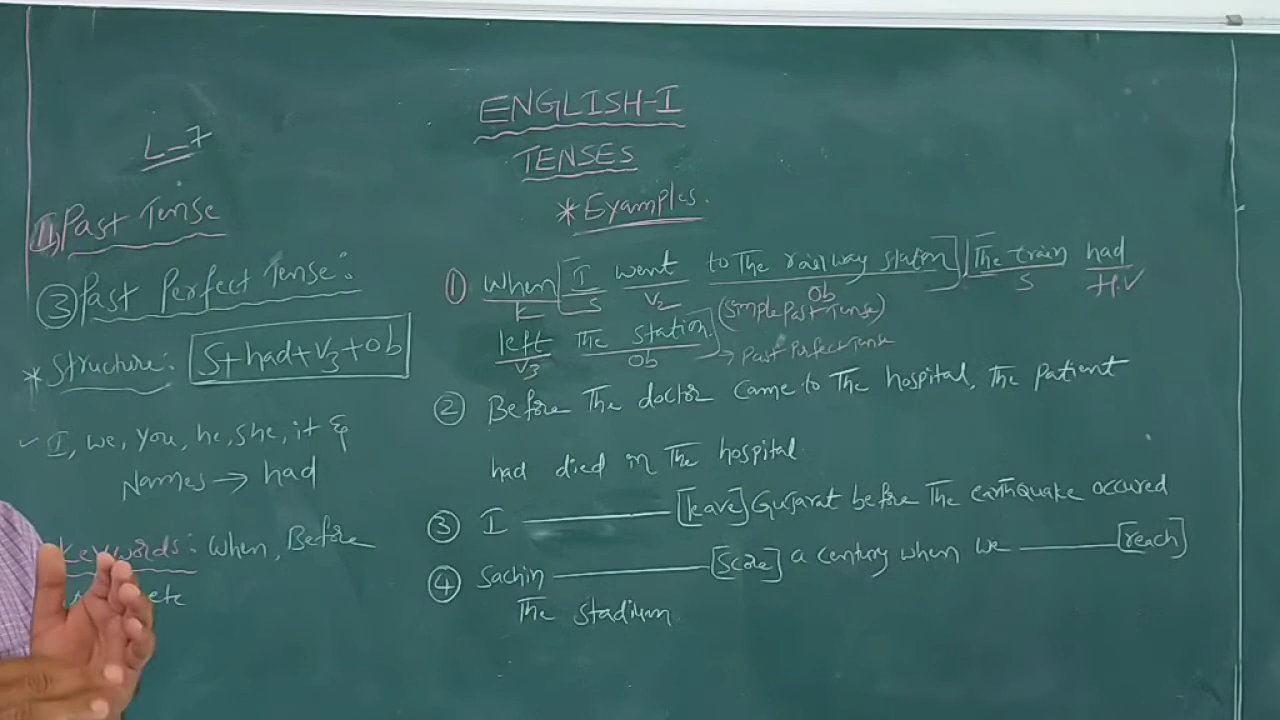 ENGLISH-I
TENSES
* Examples.
L-7
II) Past Tense
③ Past Perfect Tense:
* Structure: S+had+V3+Ob
✓ I, we, you, he, she, it &
Names → had
Keywords: When, Before
etc
① When [I went to The railway station], [The train had
K S V2 Ob S H.V
left The station.] (Simple Past Tense)
V3 Ob → Past Perfect Tense
② Before The doctor came to The hospital, The patient
had died in The hospital.
③ I ______ [leave] Gujarat before The earthquake occured
④ Sachin ______ [score] a century when we ______ [reach]
The stadium